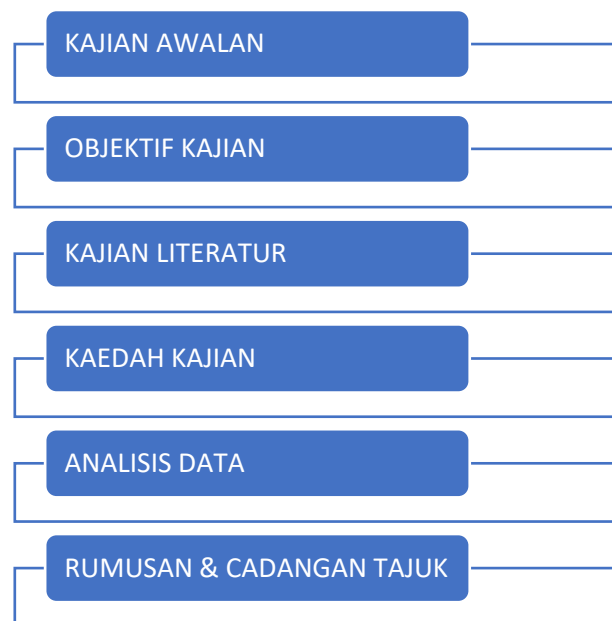 KAJIAN AWALAN
OBJEKTIF KAJIAN
KAJIAN LITERATUR
KAEDAH KAJIAN
ANALISIS DATA
RUMUSAN & CADANGAN TAJUK